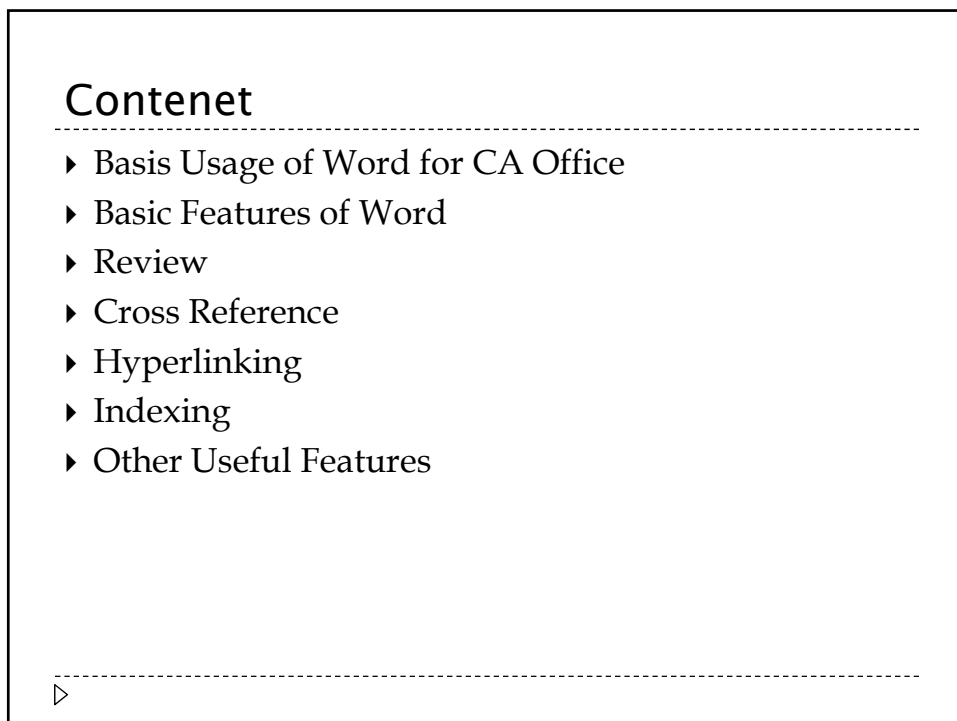 Contenet
Basis Usage of Word for CA Office
Basic Features of Word
Review
Cross Reference
Hyperlinking
Indexing
Other Useful Features